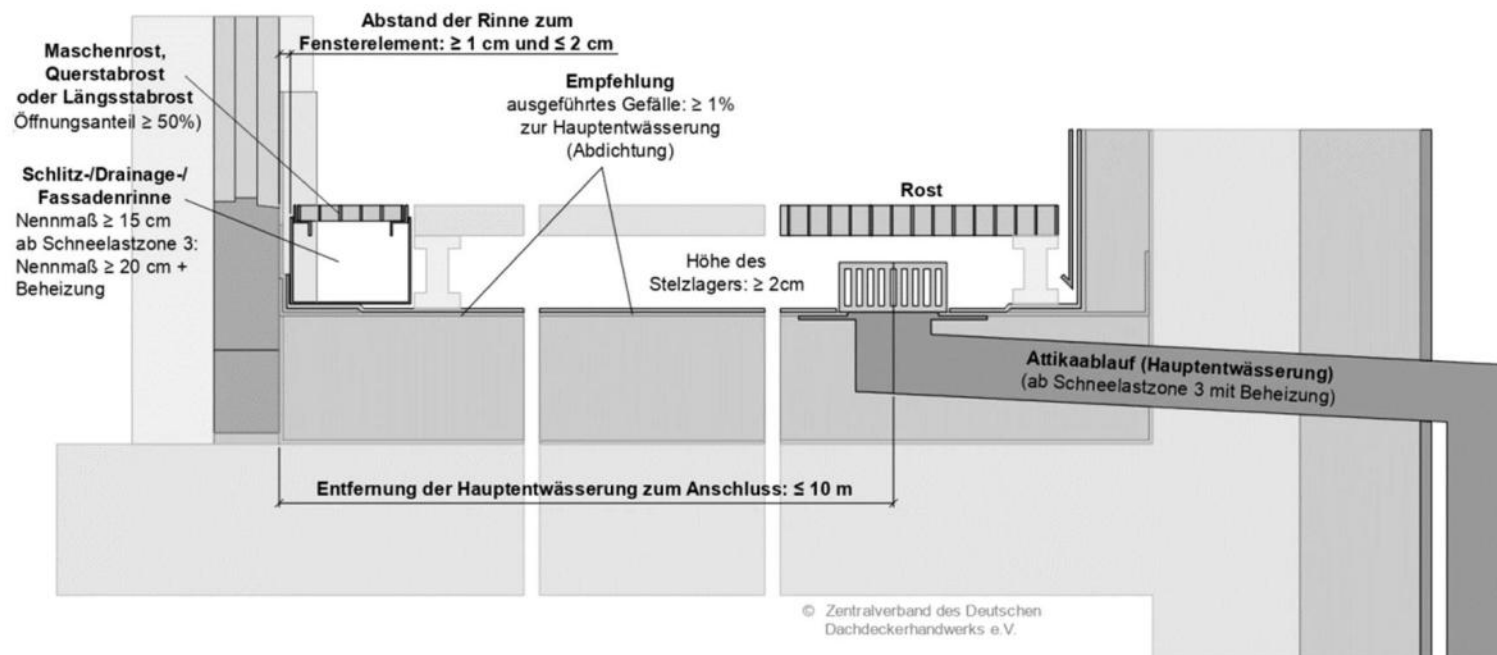 Abstand der Rinne zum
Fensterelement: ≥ 1 cm und ≤ 2 cm
Maschenrost,
Querstabrost
oder Längsstabrost
Öffnungsanteil ≥ 50%)
Schlitz-/Drainage-/
Fassadenrinne
Nennmaß ≥ 15 cm
ab Schneelastzone 3:
Nennmaß ≥ 20 cm +
Beheizung
Empfehlung
ausgeführtes Gefälle: ≥ 1%
zur Hauptentwässerung
(Abdichtung)
Rost
Höhe des
Stelzlagers: ≥ 2cm
Attikaablauf (Hauptentwässerung)
(ab Schneelastzone 3 mit Beheizung)
Entfernung der Hauptentwässerung zum Anschluss: ≤ 10 m
© Zentralverband des Deutschen
Dachdeckerhandwerks e.V.